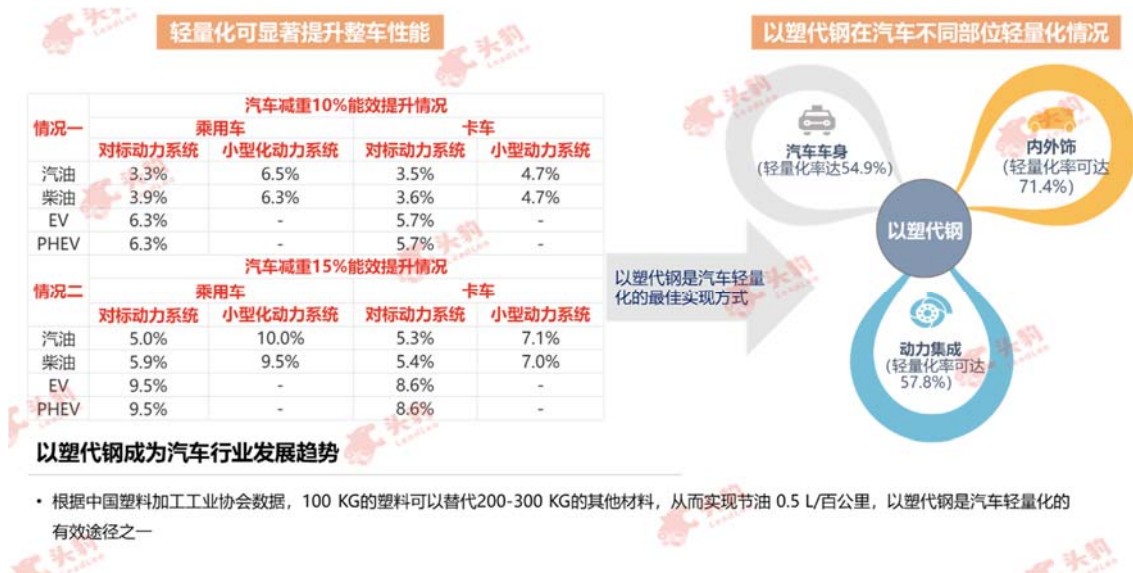 轻量化可显著提升整车性能
以塑代钢在汽车不同部位轻量化情况
情况一
汽车减重10%能效提升情况
乘用车 卡车
对标动力系统 小型化动力系统 对标动力系统 小型动力系统
汽油 3.3% 6.5% 3.5% 4.7%
柴油 3.9% 6.3% 3.6% 4.7%
EV 6.3% - 5.7% -
PHEV 6.3% - 5.7% -
情况二
汽车减重15%能效提升情况
乘用车 卡车
对标动力系统 小型化动力系统 对标动力系统 小型动力系统
汽油 5.0% 10.0% 5.3% 7.1%
柴油 5.9% 9.5% 5.4% 7.0%
EV 9.5% - 8.6% -
PHEV 9.5% - 8.6% -
以塑代钢是汽车轻量
化的最佳实现方式
汽车车身
(轻量化率达54.9%)
内外饰
(轻量化率可达
71.4%)
以塑代钢
动力集成
(轻量化率可达
57.8%)
以塑代钢成为汽车行业发展趋势
• 根据中国塑料加工工业协会数据，100 KG的塑料可以替代200-300 KG的其他材料，从而实现节油 0.5 L/百公里，以塑代钢是汽车轻量化的
有效途径之一
头豹
LeadLeo